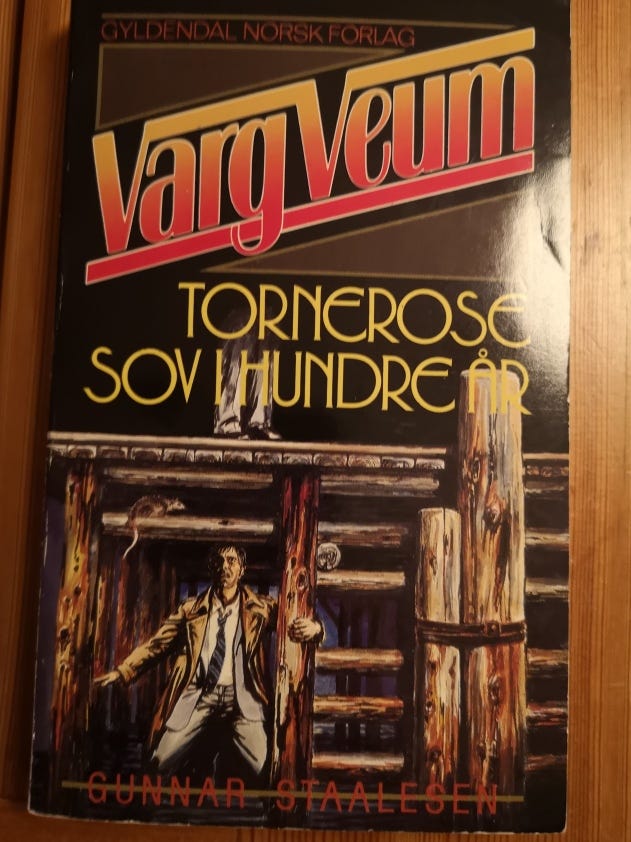 GYLDENDAL NORSK FORLAG
Varg Veum
TORNEROSE
SOV I HUNDRE ÅR
GUNNAR STAALESEN